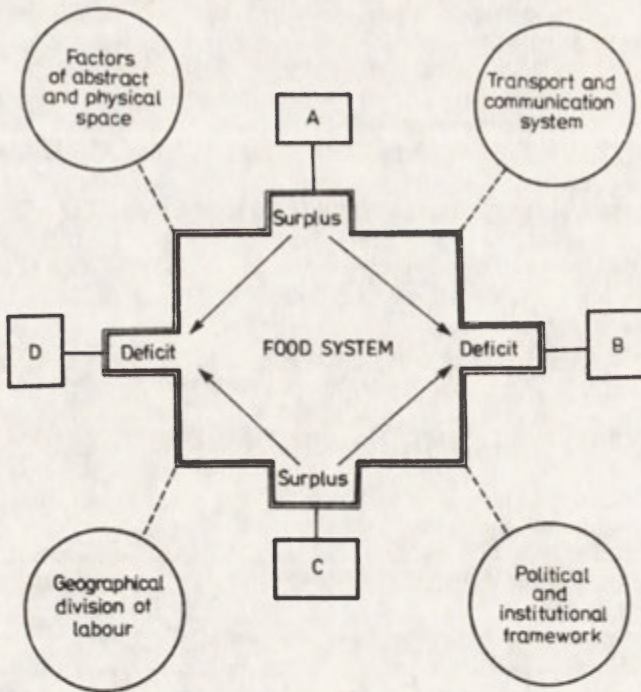 Factors
of abstract
and physical
space
Transport and
communication
system
A
Surplus
D
Deficit
FOOD SYSTEM
Deficit
B
Surplus
C
Geographical
division of
labour
Political
and
institutional
framework